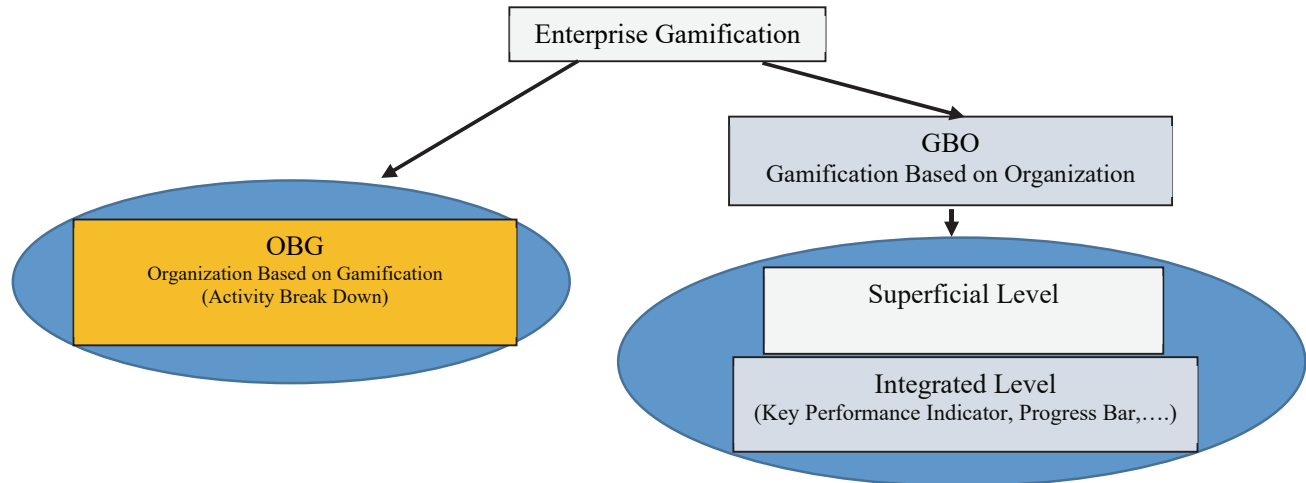 Enterprise Gamification
GBO
Gamification Based on Organization
OBG
Organization Based on Gamification
(Activity Break Down)
Superficial Level
Integrated Level
(Key Performance Indicator, Progress Bar,….)